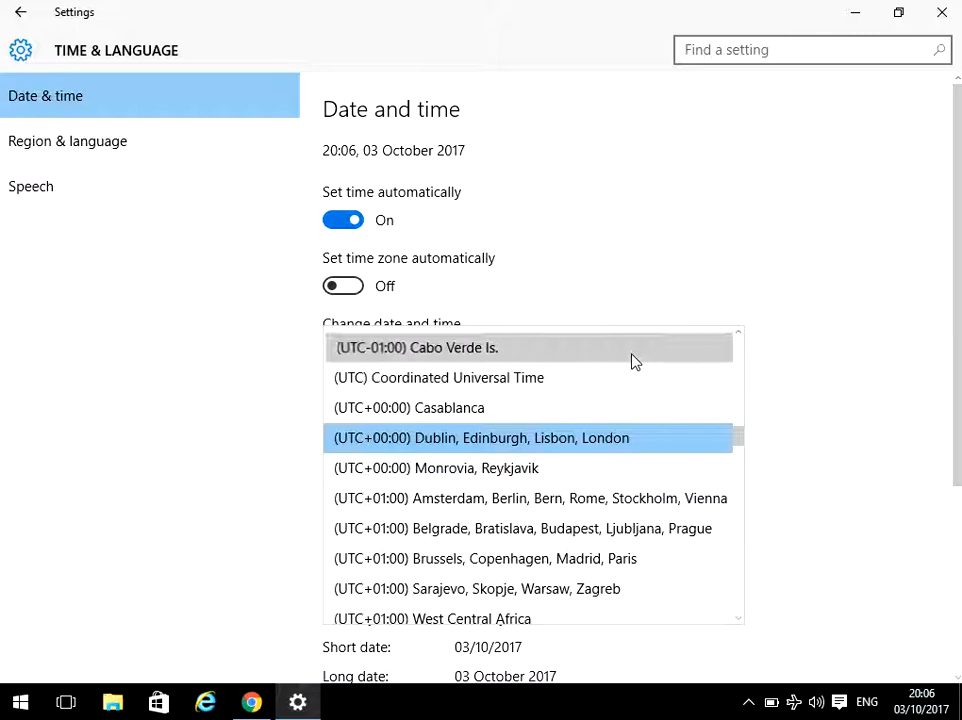 Settings
TIME & LANGUAGE
Find a setting
Date & time
Region & language
Speech
Date and time
20:06, 03 October 2017
Set time automatically
On
Set time zone automatically
Off
Change date and time
(UTC-01:00) Cabo Verde Is.
(UTC) Coordinated Universal Time
(UTC+00:00) Casablanca
(UTC+00:00) Dublin, Edinburgh, Lisbon, London
(UTC+00:00) Monrovia, Reykjavik
(UTC+01:00) Amsterdam, Berlin, Bern, Rome, Stockholm, Vienna
(UTC+01:00) Belgrade, Bratislava, Budapest, Ljubljana, Prague
(UTC+01:00) Brussels, Copenhagen, Madrid, Paris
(UTC+01:00) Sarajevo, Skopje, Warsaw, Zagreb
(UTC+01:00) West Central Africa
Short date: 03/10/2017
Long date: 03 October 2017
ENG
20:06
03/10/2017